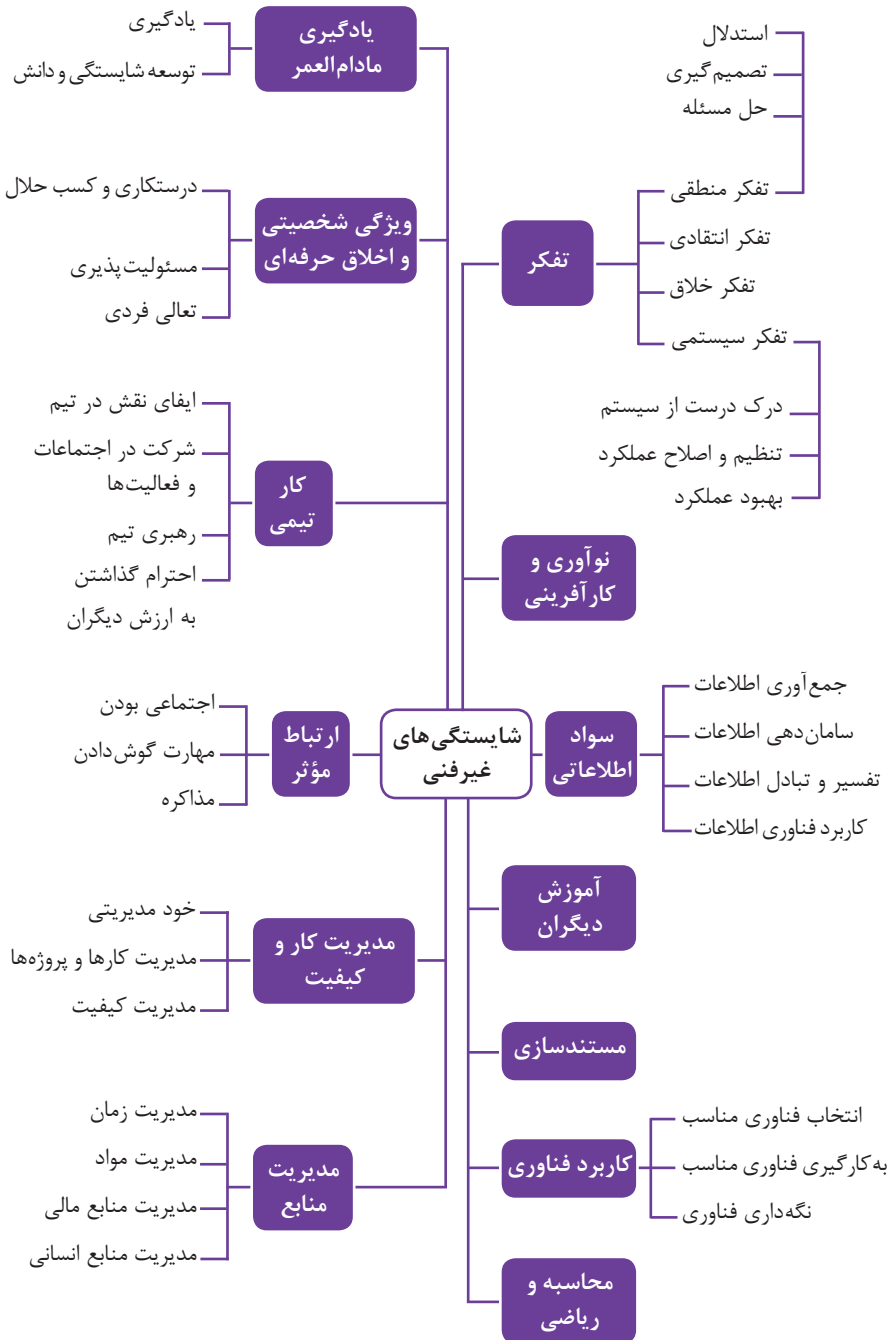 شایستگی‌های
غیرفنی
تفکر
استدلال
تصمیم‌گیری
حل مسئله
تفکر منطقی
تفکر انتقادی
تفکر خلاق
تفکر سیستمی
درک درست از سیستم
تنظیم و اصلاح عملکرد
بهبود عملکرد
نوآوری و
کارآفرینی
سواد
اطلاعاتی
جمع‌آوری اطلاعات
سامان‌دهی اطلاعات
تفسیر و تبادل اطلاعات
کاربرد فناوری اطلاعات
آموزش
دیگران
مستندسازی
کاربرد فناوری
انتخاب فناوری مناسب
به‌کارگیری فناوری مناسب
نگه‌داری فناوری
محاسبه و
ریاضی
یادگیری
مادام‌العمر
یادگیری
توسعه شایستگی و دانش
ویژگی شخصیتی
و اخلاق حرفه‌ای
درستکاری و کسب حلال
مسئولیت‌پذیری
تعالی فردی
کار
تیمی
ایفای نقش در تیم
شرکت در اجتماعات
و فعالیت‌ها
رهبری تیم
احترام گذاشتن
به ارزش دیگران
ارتباط
مؤثر
اجتماعی بودن
مهارت گوش‌دادن
مذاکره
مدیریت کار و
کیفیت
خود مدیریتی
مدیریت کارها و پروژه‌ها
مدیریت کیفیت
مدیریت
منابع
مدیریت زمان
مدیریت مواد
مدیریت منابع مالی
مدیریت منابع انسانی